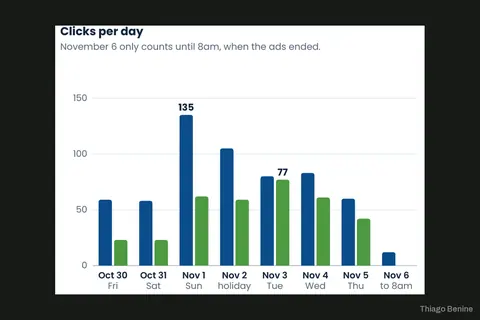 Clicks per day
November 6 only counts until 8am, when the ads ended.
150
100
50
0
135
77
Oct 30 Oct 31 Nov 1 Nov 2 Nov 3 Nov 4 Nov 5 Nov 6
Fri Sat Sun holiday Tue Wed Thu to 8am
Thiago Benine